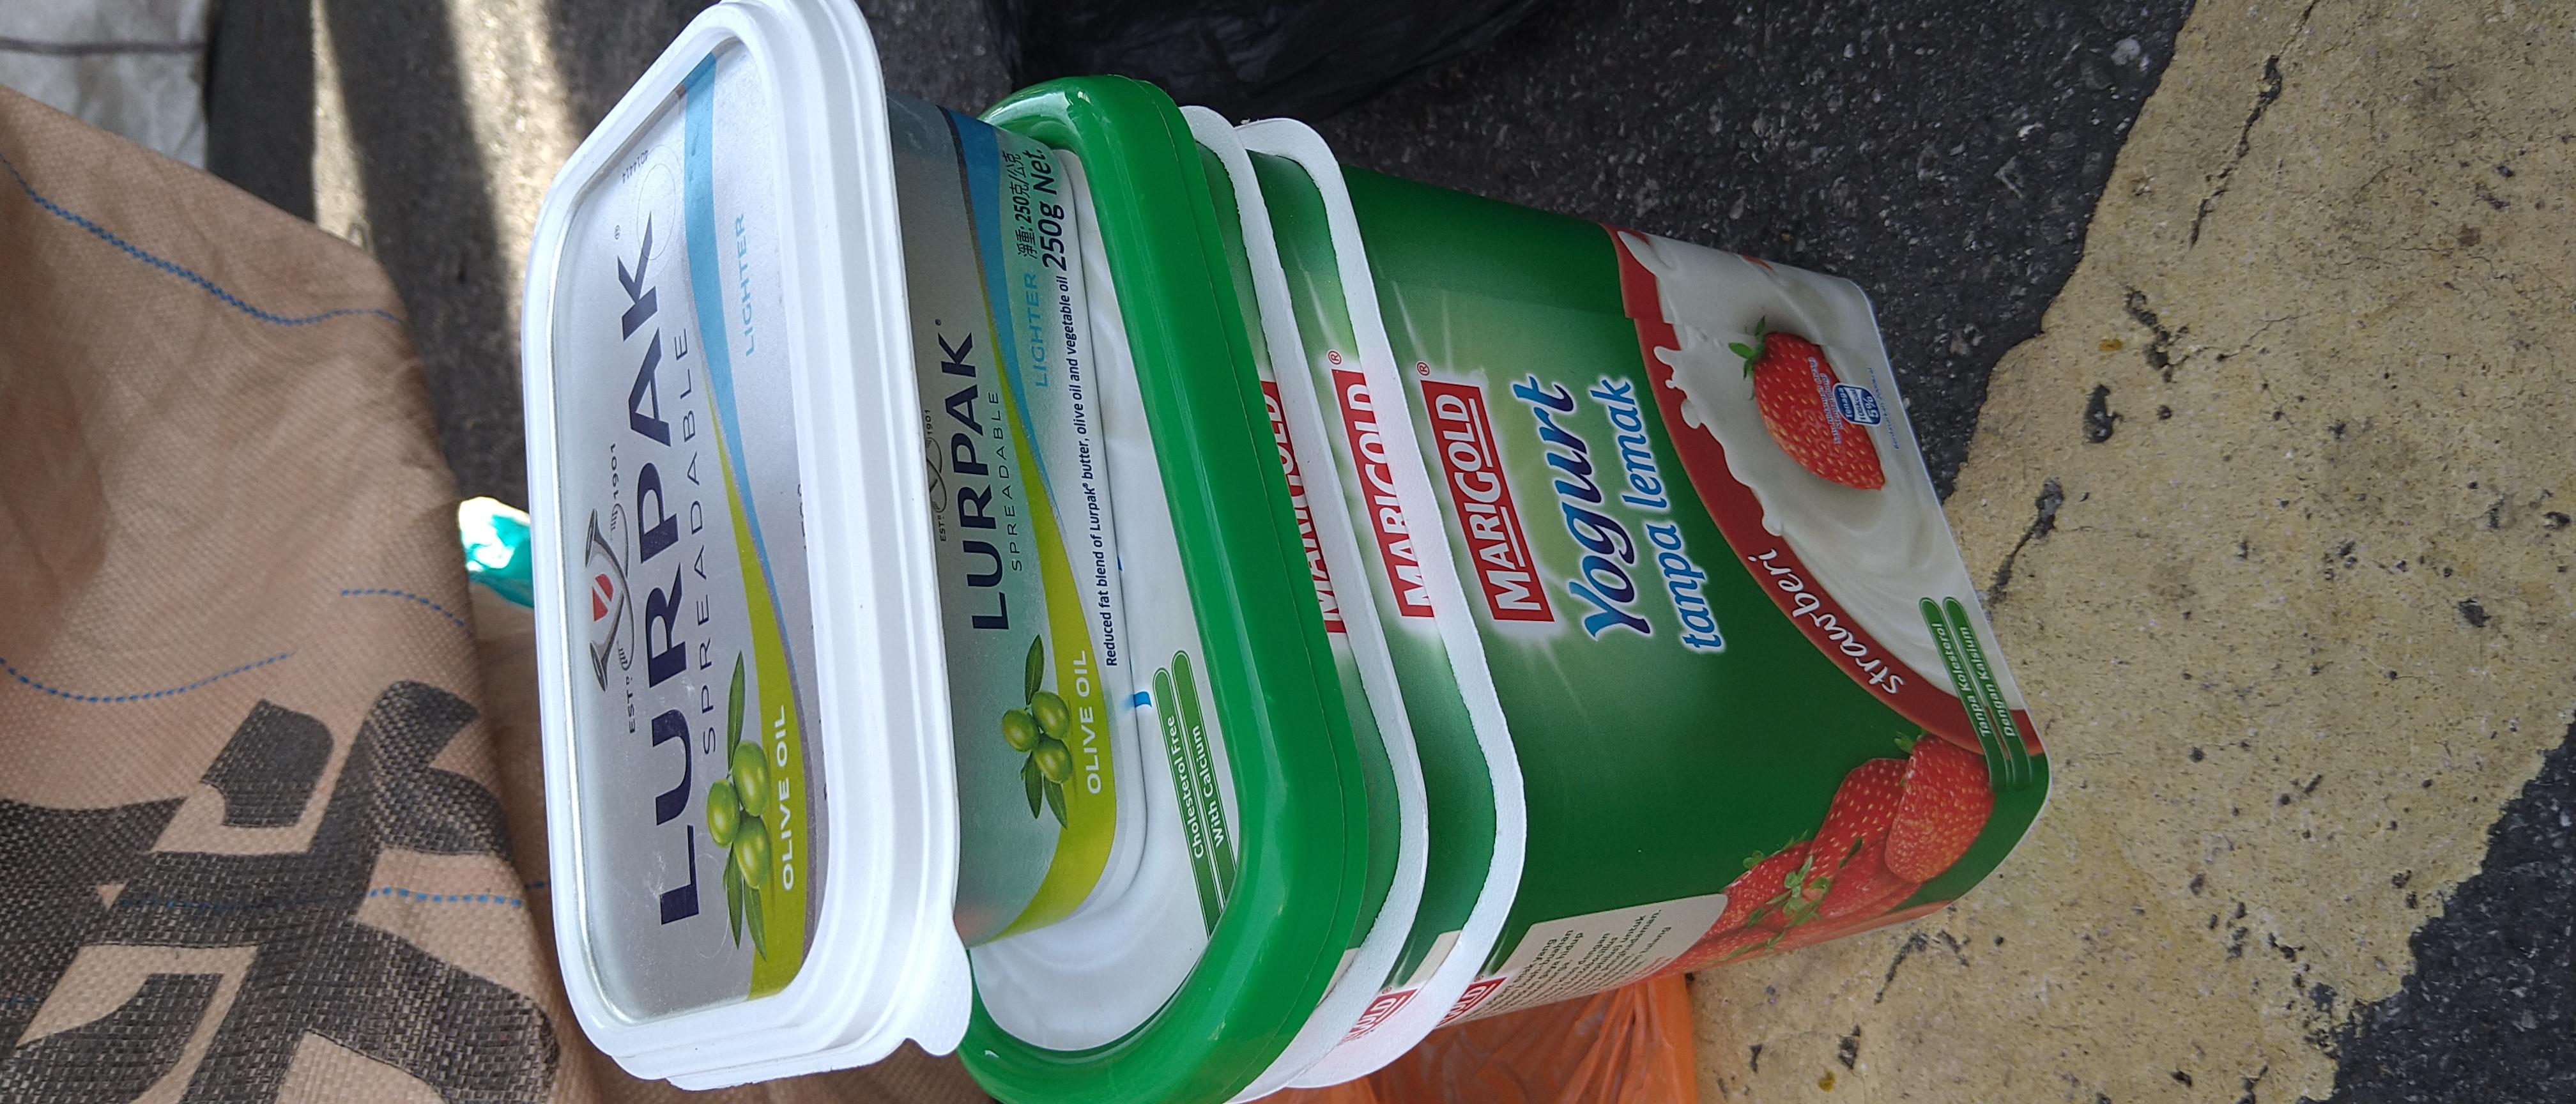 EST.D 1901
LURPAK®
SPREADABLE
LIGHTER
OLIVE OIL
EST.D 1901
LURPAK®
SPREADABLE
LIGHTER
OLIVE OIL
淨重: 250克/公克
250g Net.
Reduced fat blend of Lurpak® butter, olive oil and vegetable oil
Cholesterol Free
With Calcium
MARIGOLD
MARIGOLD®
MARIGOLD®
Yogurt
tanpa lemak
strawberi
Tenaga
5%
Tanpa Kolesterol
Dengan Kalsium